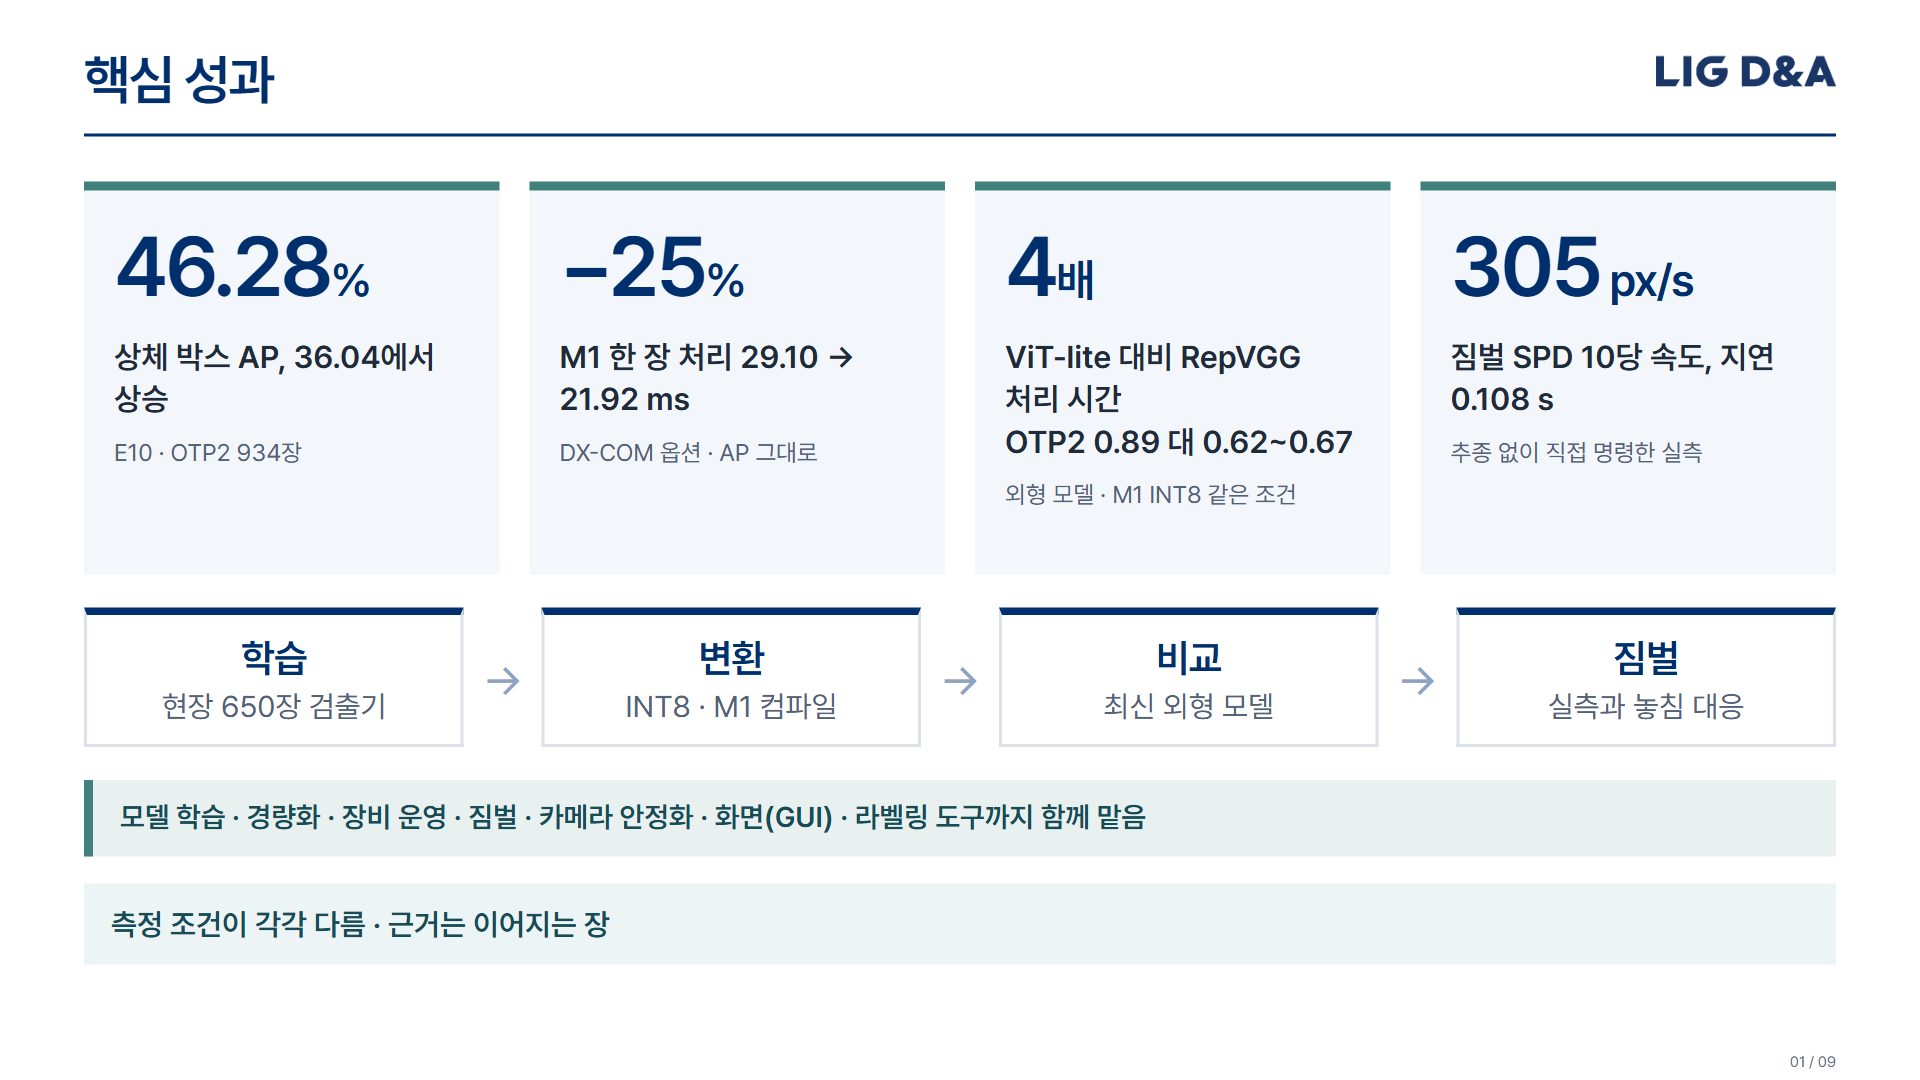 핵심 성과
LIG D&A
46.28%
상체 박스 AP, 36.04에서
상승
E10 · OTP2 934장
−25%
M1 한 장 처리 29.10 →
21.92 ms
DX-COM 옵션 · AP 그대로
4배
ViT-lite 대비 RepVGG
처리 시간
OTP2 0.89 대 0.62~0.67
외형 모델 · M1 INT8 같은 조건
305 px/s
짐벌 SPD 10당 속도, 지연
0.108 s
추종 없이 직접 명령한 실측
학습
현장 650장 검출기
→
변환
INT8 · M1 컴파일
→
비교
최신 외형 모델
→
짐벌
실측과 놓침 대응
모델 학습 · 경량화 · 장비 운영 · 짐벌 · 카메라 안정화 · 화면(GUI) · 라벨링 도구까지 함께 맡음
측정 조건이 각각 다름 · 근거는 이어지는 장
01 / 09